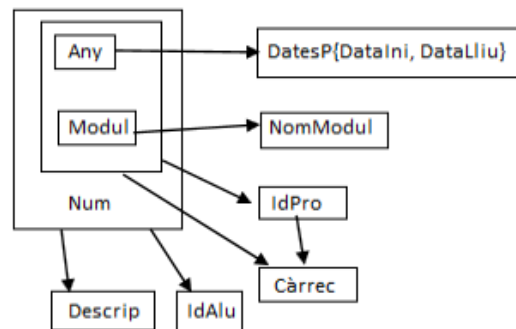 Any
DatesP{DataIni, DataLliu}
Modul
NomModul
Num
IdPro
Càrrec
Descrip
IdAlu